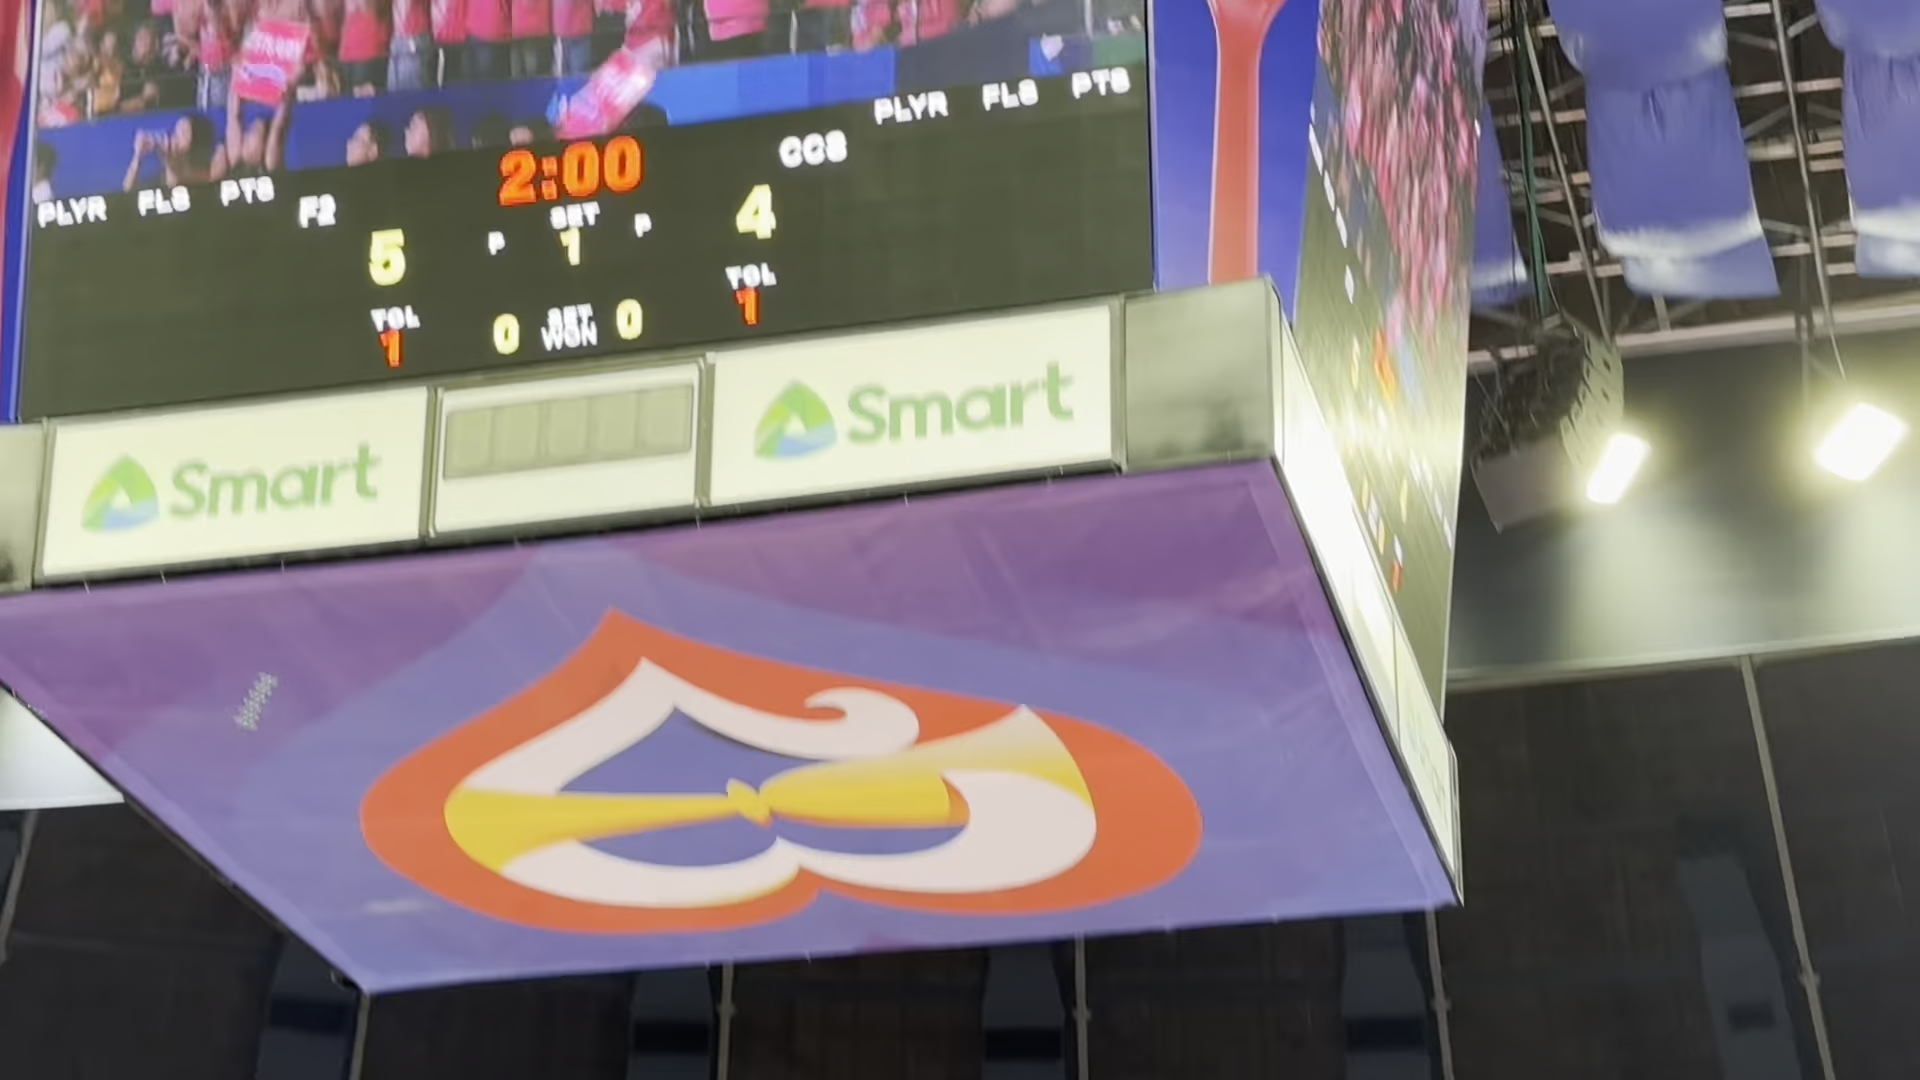 PLYR FLS PTS
2:00
CCS
PLYR FLS PTS F2
SET
5 P 1 P 4
TOL TOL
1 0 SET WON 0 1
Smart
Smart